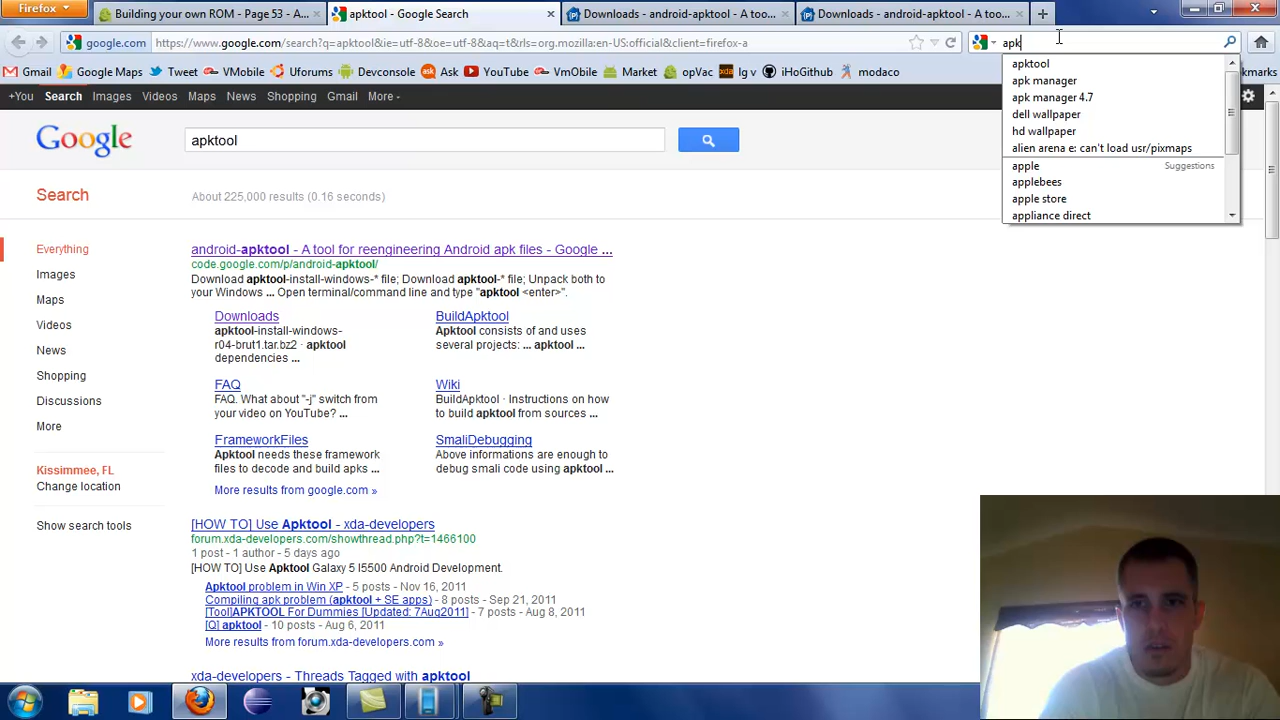 Firefox
Building your own ROM - Page 53 - A...
apktool - Google Search
Downloads - android-apktool - A too...
Downloads - android-apktool - A too...
google.com
https://www.google.com/search?q=apktool&ie=utf-8&oe=utf-8&aq=t&rls=org.mozilla:en-US:official&client=firefox-a
apk
Gmail Google Maps Twitter VMobile Uforums GTalk YouTube VmObile Market opVac Ig v iHoGithub modaco
kmarks
apktool
apk manager
apk manager 4.7
dell wallpaper
hd wallpaper
alien arena e: can't load usr/pixmaps
apple Suggestions
applebees
apple store
appliance direct
+You Search Images Videos Maps News Shopping Gmail More
Google
apktool
Search
About 225,000 results (0.16 seconds)
Everything
Images
Maps
Videos
News
Shopping
Discussions
More
Kissimmee, FL
Change location
Show search tools
android-apktool - A tool for reengineering Android apk files - Google ...
code.google.com/p/android-apktool/
Download apktool-install-windows-* file; Download apktool-* file; Unpack both to
your Windows ... Open terminal/command line and type "apktool <enter>".
Downloads
apktool-install-windows-
r04-brut1.tar.bz2 · apktool
dependencies ...
BuildApktool
Apktool consists of and uses
several projects: ... apktool ...
FAQ
FAQ. What about "-j" switch from
your video on YouTube? ...
Wiki
BuildApktool · Instructions on how
to build apktool from sources ...
FrameworkFiles
Apktool needs these framework
files to decode and build apks ...
SmaliDebugging
Above informations are enough to
debug smali code using apktool ...
More results from google.com »
[HOW TO] Use Apktool - xda-developers
forum.xda-developers.com/showthread.php?t=1466100
1 post - 1 author - 5 days ago
[HOW TO] Use Apktool Galaxy 5 I5500 Android Development.
Apktool problem in Win XP - 5 posts - Nov 16, 2011
Compiling apk problem (apktool + SE apps) - 8 posts - Sep 21, 2011
[Tool]APKTOOL For Dummies [Updated: 7Aug2011] - 7 posts - Aug 8, 2011
[Q] apktool - 10 posts - Aug 6, 2011
More results from forum.xda-developers.com »
xda-developers - Threads Tagged with apktool